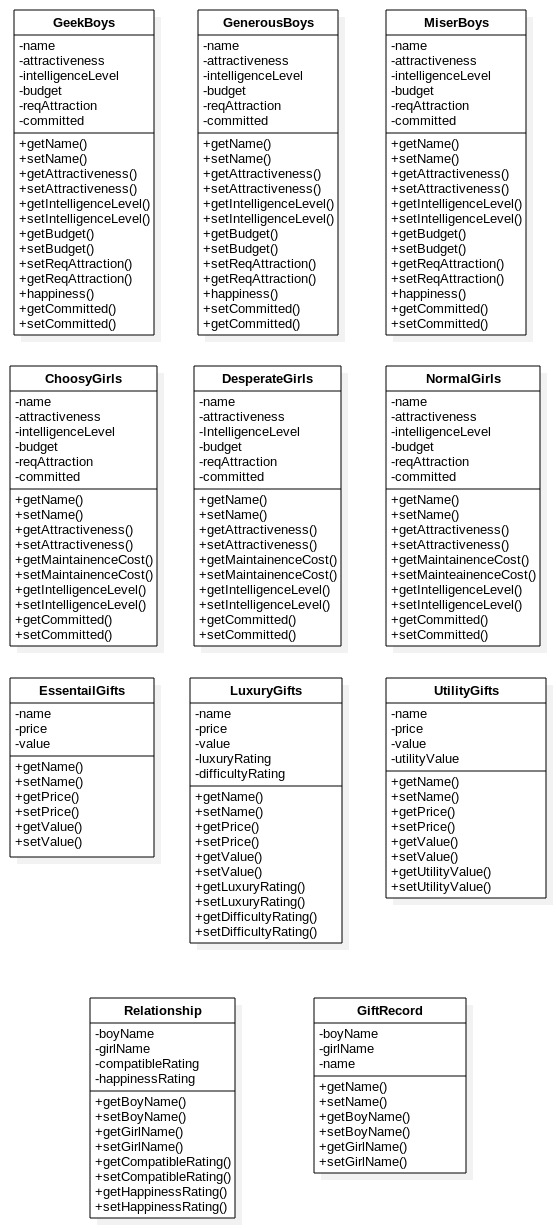 GeekBoys
-name
-attractiveness
-intelligenceLevel
-budget
-reqAttraction
-committed
+getName()
+setName()
+getAttractiveness()
+setAttractiveness()
+getIntelligenceLevel()
+setIntelligenceLevel()
+getBudget()
+setBudget()
+setReqAttraction()
+getReqAttraction()
+happiness()
+getCommitted()
+setCommitted()
GenerousBoys
-name
-attractiveness
-intelligenceLevel
-budget
-reqAttraction
-committed
+getName()
+setName()
+getAttractiveness()
+setAttractiveness()
+getIntelligenceLevel()
+setIntelligenceLevel()
+getBudget()
+setBudget()
+setReqAttraction()
+getReqAttraction()
+happiness()
+setCommitted()
+getCommitted()
MiserBoys
-name
-attractiveness
-intelligenceLevel
-budget
-reqAttraction
-committed
+getName()
+setName()
+getAttractiveness()
+setAttractiveness()
+getIntelligenceLevel()
+setIntelligenceLevel()
+getBudget()
+setBudget()
+getReqAttraction()
+setReqAttraction()
+happiness()
+getCommitted()
+setCommitted()
ChoosyGirls
-name
-attractiveness
-intelligenceLevel
-budget
-reqAttraction
-committed
+getName()
+setName()
+getAttractiveness()
+setAttractiveness()
+getMaintainenceCost()
+setMaintainenceCost()
+getIntelligenceLevel()
+setIntelligenceLevel()
+getCommitted()
+setCommitted()
DesperateGirls
-name
-attractiveness
-IntelligenceLevel
-budget
-reqAttraction
-committed
+getName()
+setName()
+getAttractiveness()
+setAttractiveness()
+getMaintainenceCost()
+setMaintainenceCost()
+getIntelligenceLevel()
+setIntelligenceLevel()
+getCommitted()
+setCommitted()
NormalGirls
-name
-attractiveness
-intelligenceLevel
-budget
-reqAttraction
-committed
+getName()
+setName()
+getAttractiveness()
+setAttractiveness()
+getMaintainenceCost()
+setMainteainenceCost()
+getIntelligenceLevel()
+setIntelligenceLevel()
+getCommitted()
+setCommitted()
EssentailGifts
-name
-price
-value
+getName()
+setName()
+getPrice()
+setPrice()
+getValue()
+setValue()
LuxuryGifts
-name
-price
-value
-luxuryRating
-difficultyRating
+getName()
+setName()
+getPrice()
+setPrice()
+getValue()
+setValue()
+getLuxuryRating()
+setLuxuryRating()
+getDifficultyRating()
+setDifficultyRating()
UtilityGifts
-name
-price
-value
-utilityValue
+getName()
+setName()
+getPrice()
+setPrice()
+getValue()
+setValue()
+getUtilityValue()
+setUtilityValue()
Relationship
-boyName
-girlName
-compatibleRating
-happinessRating
+getBoyName()
+setBoyName()
+getGirlName()
+setGirlName()
+getCompatibleRating()
+setCompatibleRating()
+getHappinessRating()
+setHappinessRating()
GiftRecord
-boyName
-girlName
-name
+getName()
+setName()
+getBoyName()
+setBoyName()
+getGirlName()
+setGirlName()